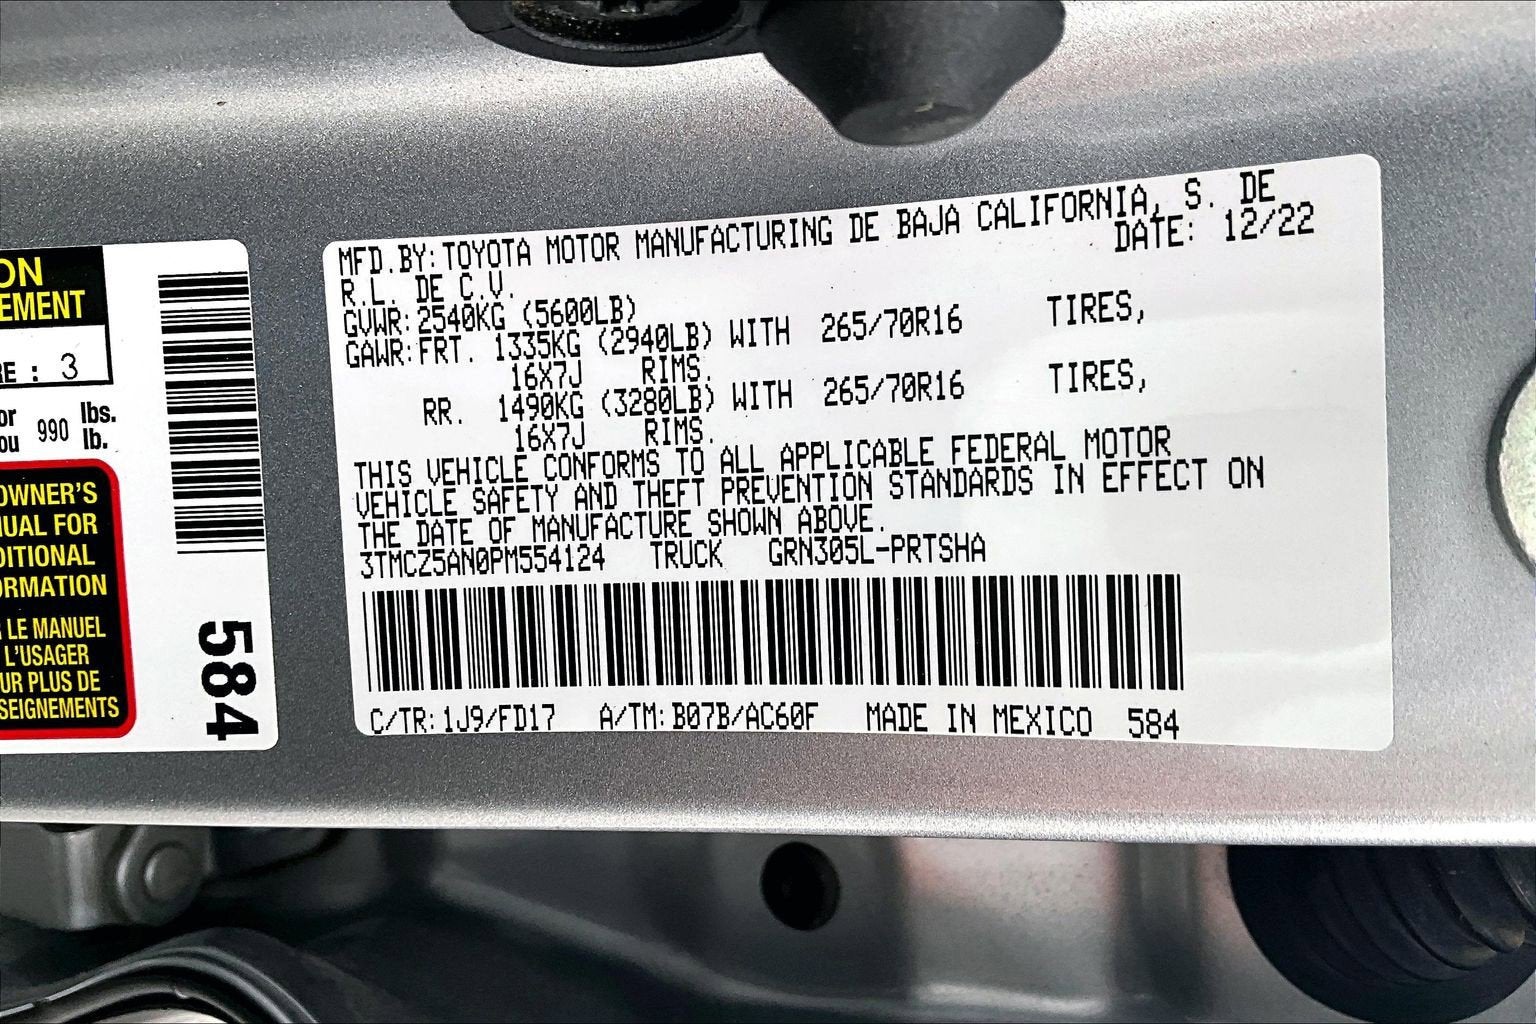 ON
EMENT
RE : 3
or
ou 990 lbs.
lb.
OWNER'S
NUAL FOR
DITIONAL
ORMATION
LE MANUEL
L'USAGER
UR PLUS DE
SEIGNEMENTS
584
MFD.BY:TOYOTA MOTOR MANUFACTURING DE BAJA CALIFORNIA, S. DE
R.L. DE C.V. DATE: 12/22
GVWR:2540KG (5600LB)
GAWR:FRT. 1335KG (2940LB) WITH 265/70R16 TIRES,
16X7J RIMS.
RR. 1490KG (3280LB) WITH 265/70R16 TIRES,
16X7J RIMS.
THIS VEHICLE CONFORMS TO ALL APPLICABLE FEDERAL MOTOR
VEHICLE SAFETY AND THEFT PREVENTION STANDARDS IN EFFECT ON
THE DATE OF MANUFACTURE SHOWN ABOVE.
3TMCZ5AN0PM554124 TRUCK GRN305L-PRTSHA
C/TR:1J9/FD17 A/TM:B07B/AC60F MADE IN MEXICO 584